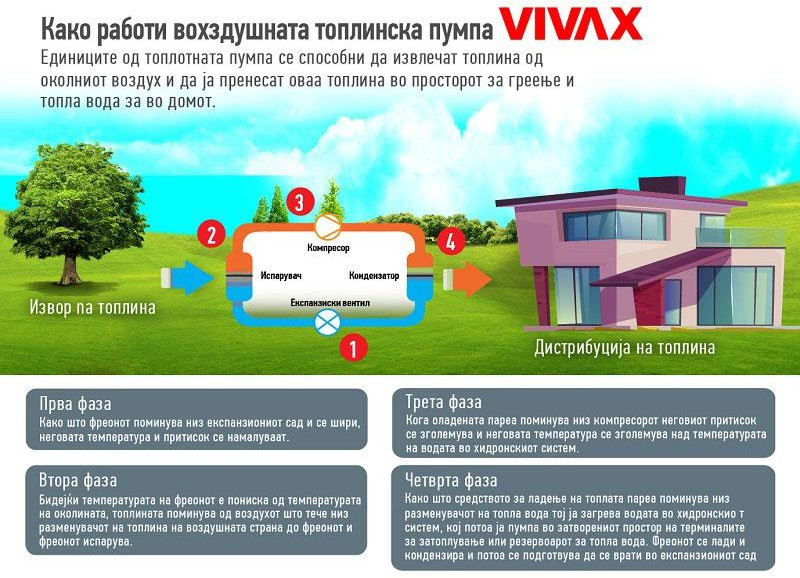 Како работи вохздушната топлинска пумпа VIVAX
Единиците од топлотната пумпа се способни да извлечат топлина од
околниот воздух и да ја пренесат оваа топлина во просторот за греење и
топла вода за во домот.
3
2
Компресор
4
Испарувач Кондензатор
Експанзиски вентил
Извор па топлина
1
Дистрибуција на топлина
Прва фаза
Како што фреонот поминува низ експанзиониот сад и се шири,
неговата температура и притисок се намалуваат.
Втора фаза
Бидејќи температурата на фреонот е пониска од температурата
на околината, топлината поминува од воздухот што тече низ
разменувачот на топлина на воздушната страна до фреонот и
фреонот испарува.
Трета фаза
Кога оладената пареа поминува низ компресорот неговиот притисок
се зголемува и неговата температура се зголемува над температурата
на водата во хидронскиот систем.
Четврта фаза
Како што средството за ладење на топлата пареа поминува низ
разменувачот на топла вода тој ја загрева водата во хидронскио т
систем, кој потоа ја пумпа во затворениот простор на терминалите
за затоплување или резервоарот за топла вода. Фреонот се лади и
кондензира и потоа се подготвува да се врати во експанциониот сад